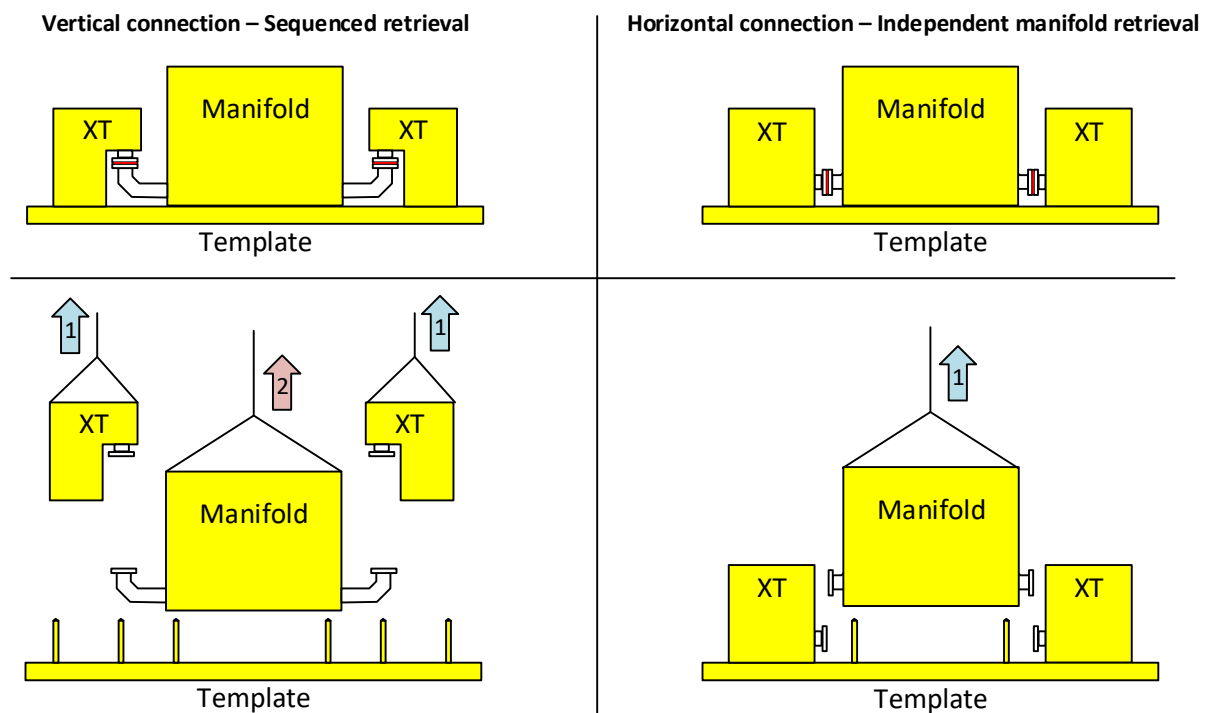 Vertical connection – Sequenced retrieval
Horizontal connection – Independent manifold retrieval
XT
Manifold
XT
Template
XT
Manifold
XT
Template
1
2
1
XT
Manifold
XT
Template
1
Manifold
XT
XT
Template